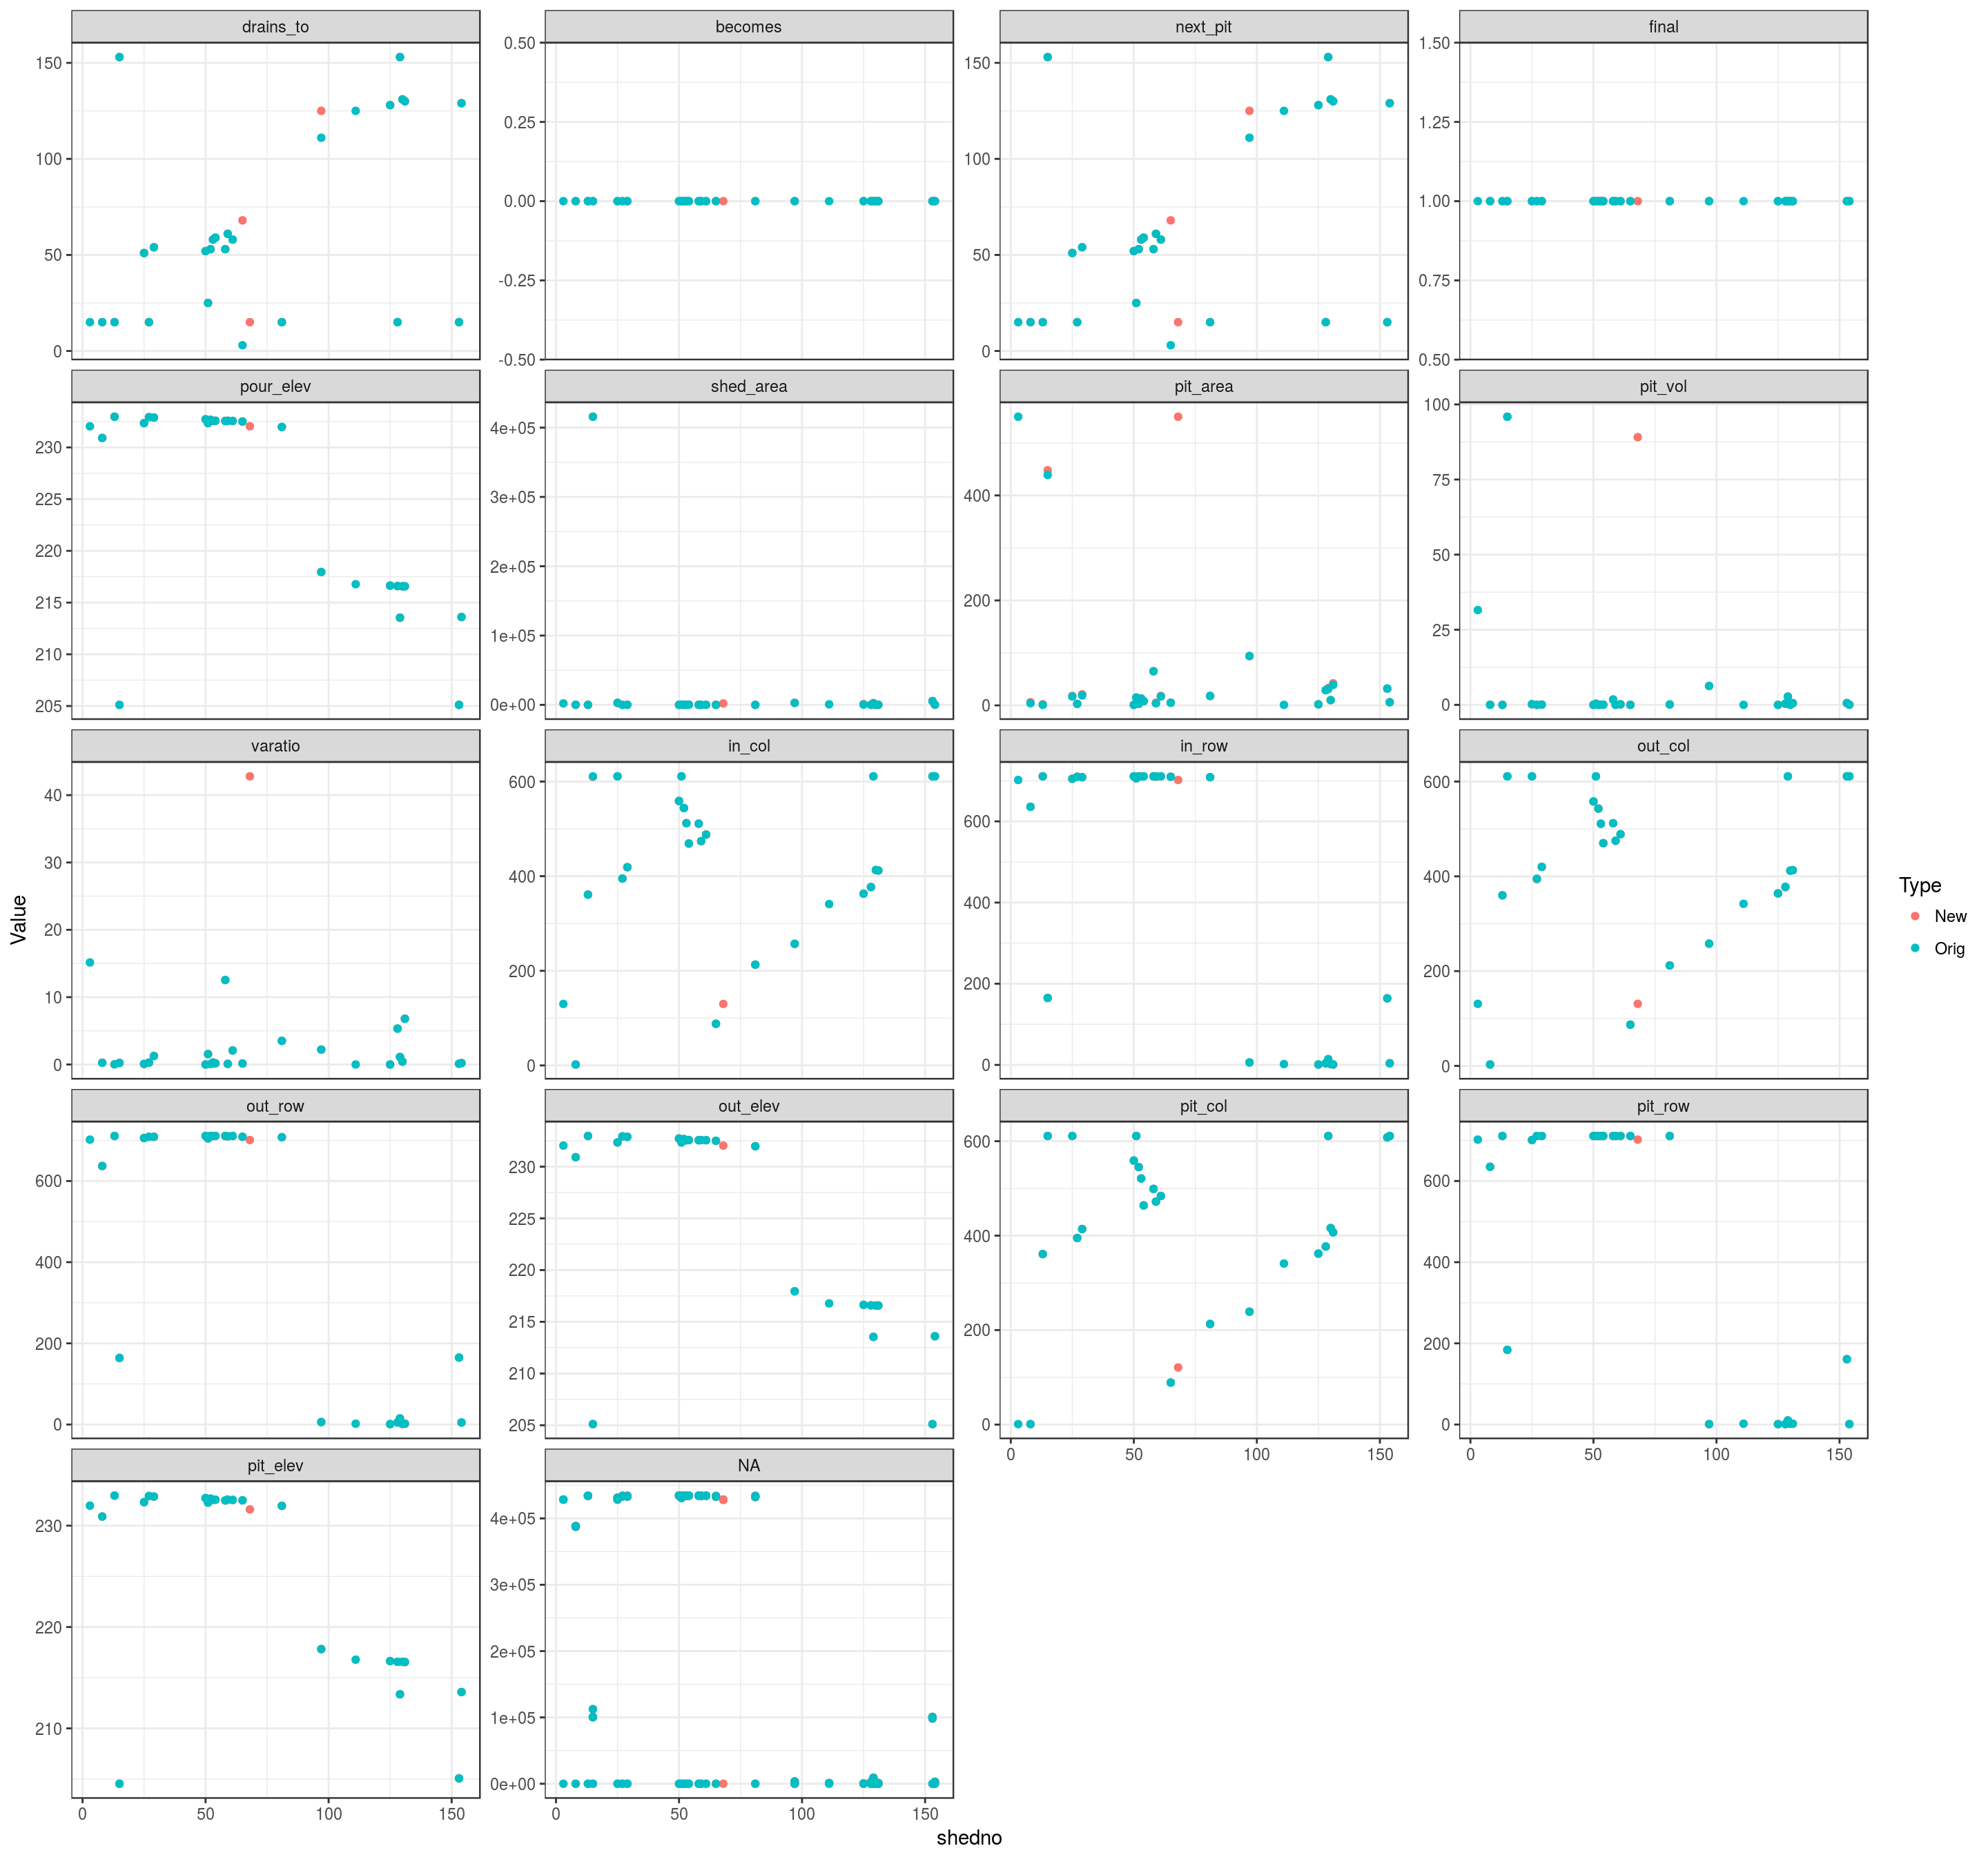 drains_to becomes next_pit final
150
100
50
0
0.50
0.25
0.00
-0.25
-0.50
150
100
50
0
1.50
1.25
1.00
0.75
0.50
pour_elev shed_area pit_area pit_vol
230
225
220
215
210
205
4e+05
3e+05
2e+05
1e+05
0e+00
400
200
0
100
75
50
25
0
varatio in_col in_row out_col
40
30
20
10
0
600
400
200
0
600
400
200
0
600
400
200
0
Value
Type
New
Orig
out_row out_elev pit_col pit_row
600
400
200
0
230
225
220
215
210
205
600
400
200
0
600
400
200
0
0 50 100 150
0 50 100 150
pit_elev NA
230
220
210
4e+05
3e+05
2e+05
1e+05
0e+00
0 50 100 150
0 50 100 150
shedno